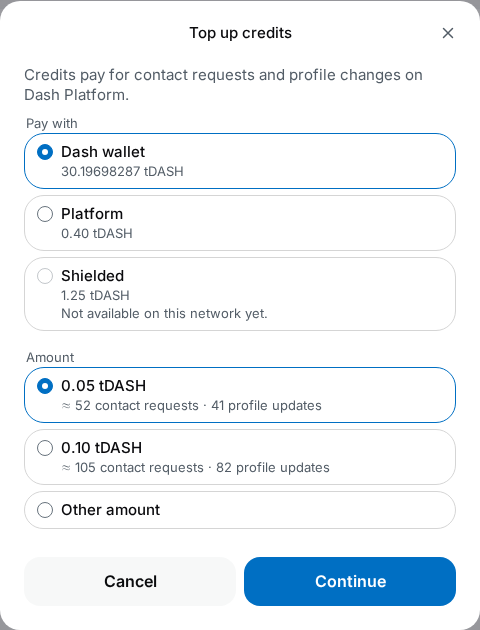 Top up credits
Credits pay for contact requests and profile changes on
Dash Platform.
Pay with
Dash wallet
30.19698287 tDASH
Platform
0.40 tDASH
Shielded
1.25 tDASH
Not available on this network yet.
Amount
0.05 tDASH
≈ 52 contact requests · 41 profile updates
0.10 tDASH
≈ 105 contact requests · 82 profile updates
Other amount
Cancel Continue